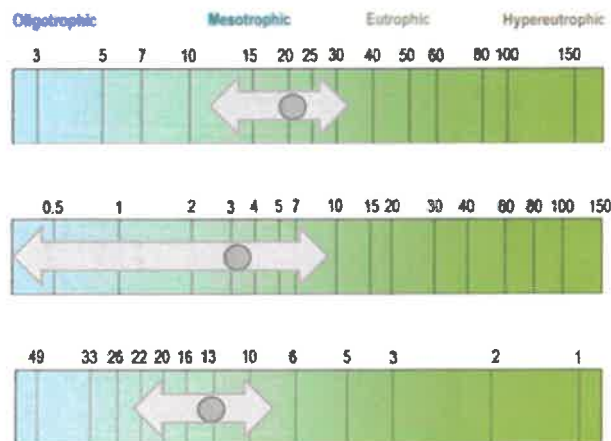 Oligotrophic Mesotrophic Eutrophic Hypereutrophic
3 5 7 10 15 20 25 30 40 50 60 80 100 150
0.5 1 2 3 4 5 7 10 15 20 30 40 60 80 100 150
49 33 26 22 20 16 13 10 6 5 3 2 1